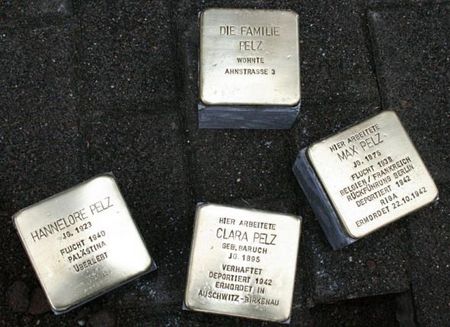 DIE FAMILIE
PELZ
WOHNTE
AHNSTRASSE 3
HIER ARBEITETE
MAX PELZ
JG. 1875
FLUCHT 1938
BELGIEN/FRANKREICH
RÜCKFÜHRUNG BERLIN
DEPORTIERT 1942
RIGA
ERMORDET 22.10.1942
HANNELORE PELZ
JG. 1923
FLUCHT 1940
PALÄSTINA
ÜBERLEBT
HIER ARBEITETE
CLARA PELZ
GEB. BARUCH
JG. 1895
VERHAFTET
DEPORTIERT 1942
ERMORDET IN
AUSCHWITZ-BIRKENAU